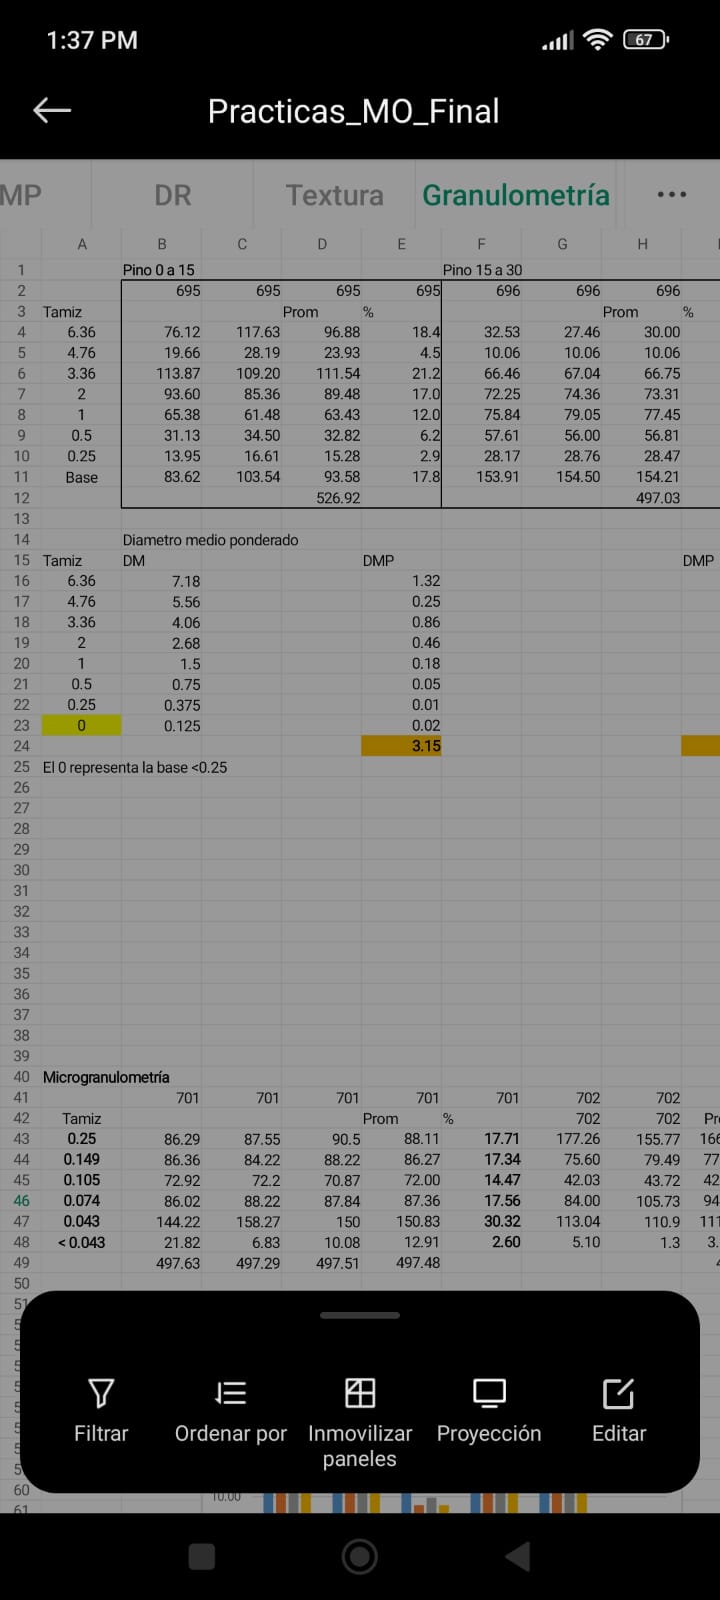 1:37 PM 67
Practicas_MO_Final
MP DR Textura Granulometría ...
A B C D E F G H
1 Pino 0 a 15 Pino 15 a 30
2 695 695 695 695 696 696 696
3 Tamiz Prom % Prom %
4 6.36 76.12 117.63 96.88 18.4 32.53 27.46 30.00
5 4.76 19.66 28.19 23.93 4.5 10.06 10.06 10.06
6 3.36 113.87 109.20 111.54 21.2 66.46 67.04 66.75
7 2 93.60 85.36 89.48 17.0 72.25 74.36 73.31
8 1 65.38 61.48 63.43 12.0 75.84 79.05 77.45
9 0.5 31.13 34.50 32.82 6.2 57.61 56.00 56.81
10 0.25 13.95 16.61 15.28 2.9 28.17 28.76 28.47
11 Base 83.62 103.54 93.58 17.8 153.91 154.50 154.21
12 526.92 497.03
13
14 Diametro medio ponderado
15 Tamiz DM DMP DMP
16 6.36 7.18 1.32
17 4.76 5.56 0.25
18 3.36 4.06 0.86
19 2 2.68 0.46
20 1 1.5 0.18
21 0.5 0.75 0.05
22 0.25 0.375 0.01
23 0 0.125 0.02
24 3.15
25 El 0 representa la base <0.25
26
27
28
29
30
31
32
33
34
35
36
37
38
39
40 Microgranulometría
41 701 701 701 701 701 702 702
42 Tamiz Prom % 702 702 Pr
43 0.25 86.29 87.55 90.5 88.11 17.71 177.26 155.77 166
44 0.149 86.36 84.22 88.22 86.27 17.34 75.60 79.49 77
45 0.105 72.92 72.2 70.87 72.00 14.47 42.03 43.72 42
46 0.074 86.02 88.22 87.84 87.36 17.56 84.00 105.73 94
47 0.043 144.22 158.27 150 150.83 30.32 113.04 110.9 111
48 < 0.043 21.82 6.83 10.08 12.91 2.60 5.10 1.3 3.
49 497.63 497.29 497.51 497.48
50
51
Filtrar
Ordenar por
Inmovilizar paneles
Proyección
Editar
60 10.00
61